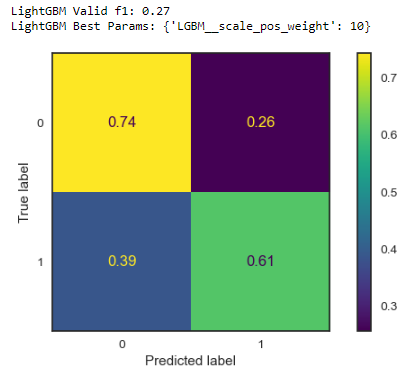 LightGBM Valid f1: 0.27
LightGBM Best Params: {'LGBM__scale_pos_weight': 10}
0.7
0 0.74 0.26
0.6
True label
0.5
1 0.39 0.61
0.4
0.3
0 1
Predicted label